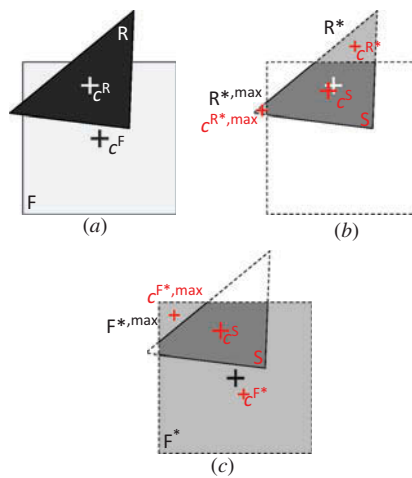 R
c^R
c^F
F
(a)
R*
c^R*
R*,max
c^R*,max
c^S
S
(b)
c^F*,max
F*,max
c^S
S
c^F*
F*
(c)